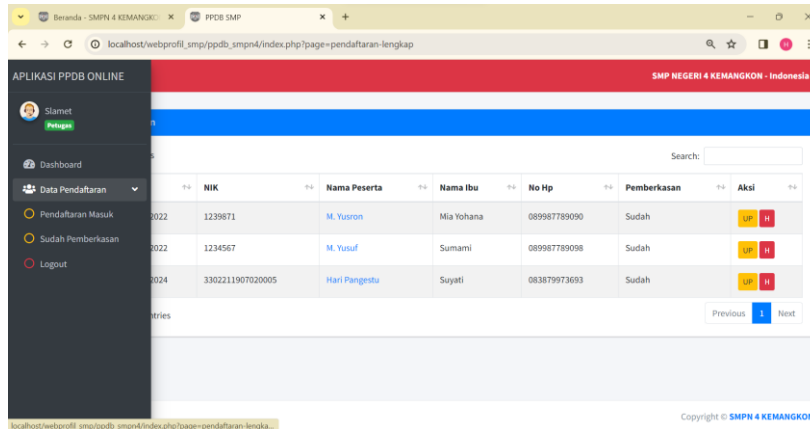 Beranda - SMPN 4 KEMANGKO
PPDB SMP
localhost/webprofil_smp/ppdb_smpn4/index.php?page=pendaftaran-lengkap
H
APLIKASI PPDB ONLINE
SMP NEGERI 4 KEMANGKON - Indonesia
Slamet
Petugas
n
Dashboard
s
Search:
Data Pendaftaran
NIK Nama Peserta Nama Ibu No Hp Pemberkasan Aksi
Pendaftaran Masuk
2022 1239871 M. Yusron Mia Yohana 089987789090 Sudah UP H
Sudah Pemberkasan
2022 1234567 M. Yusuf Sumami 089987789098 Sudah UP H
Logout
2024 3302211907020005 Hari Pangestu Suyati 083879973693 Sudah UP H
ntries
Previous 1 Next
Copyright © SMPN 4 KEMANGKON
localhost/webprofil_smp/ppdb_smpn4/index.php?page=pendaftaran-lengka...